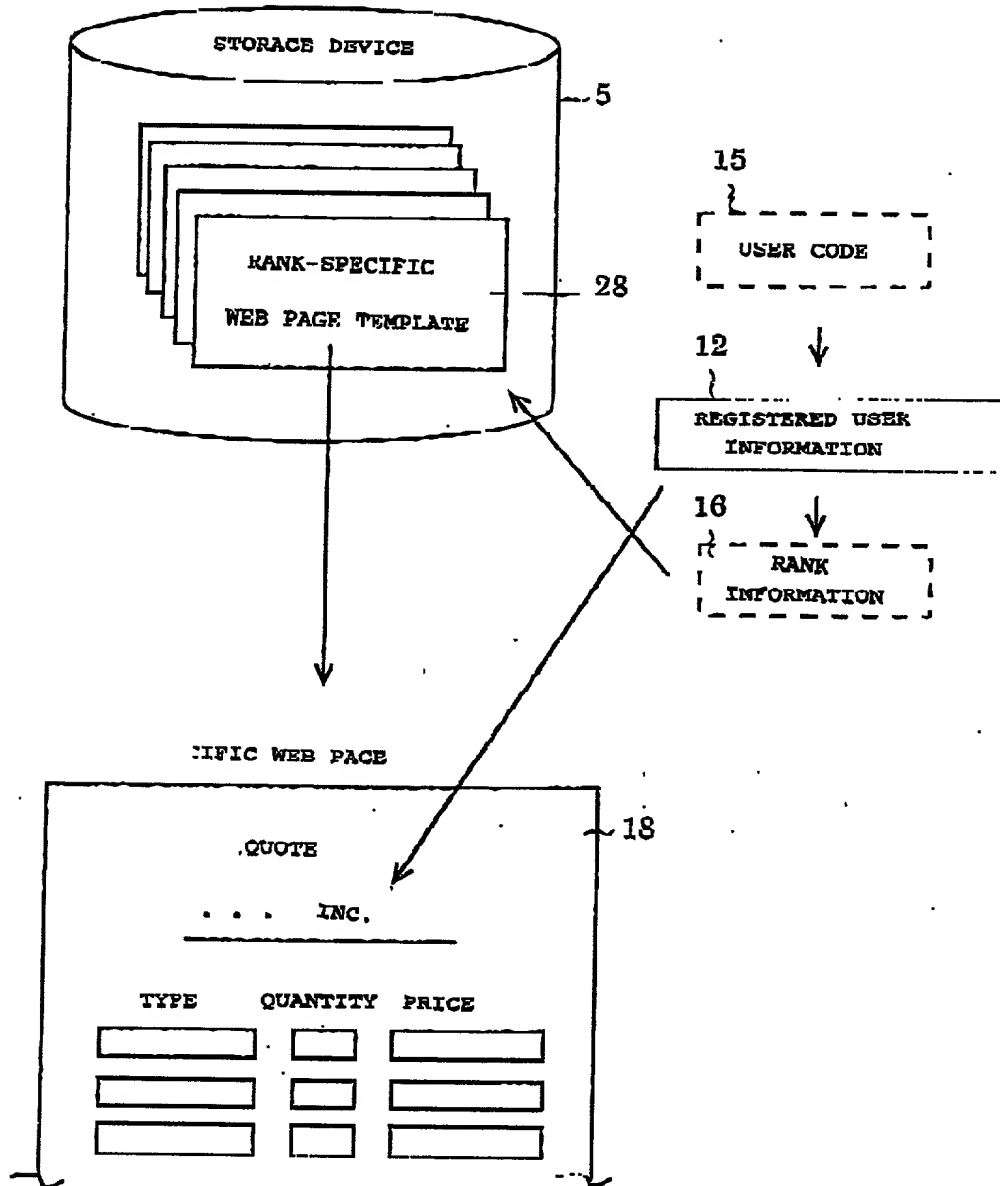 STORAGE DEVICE
5
15
USER CODE
RANK-SPECIFIC
WEB PAGE TEMPLATE
28
12
REGISTERED USER
INFORMATION
16
RANK
INFORMATION
CIFIC WEB PAGE
18
QUOTE
. . . INC.
TYPE QUANTITY PRICE